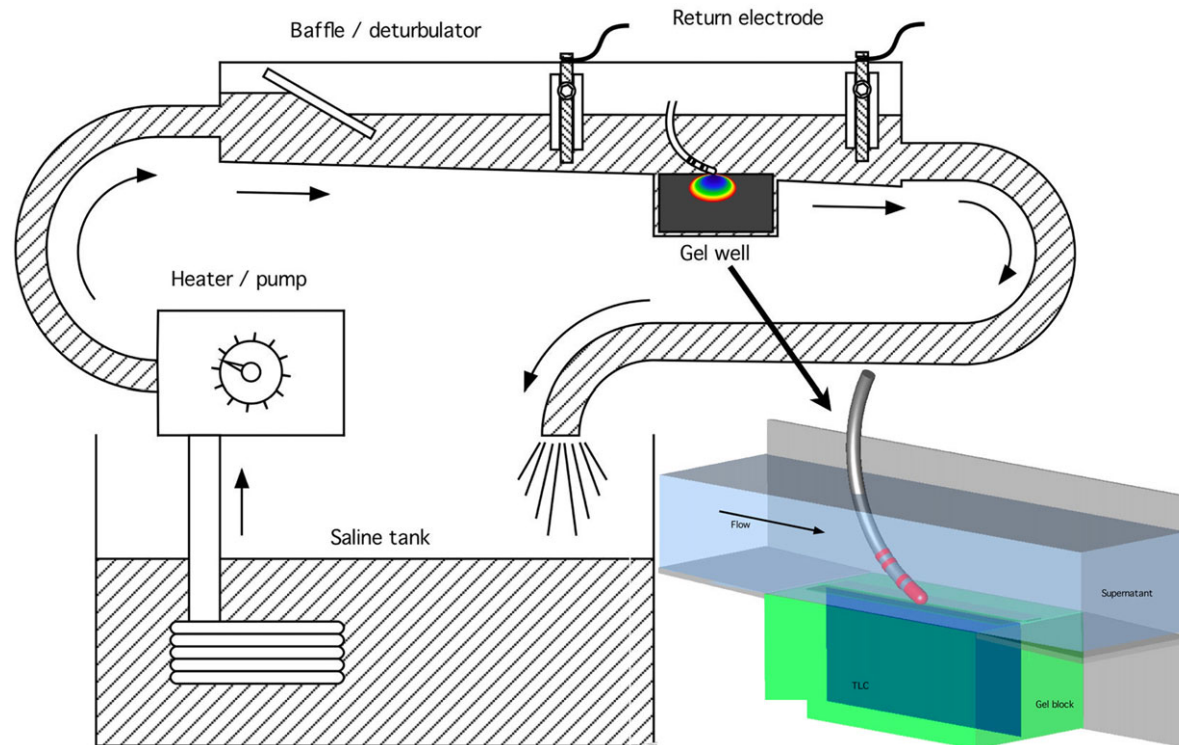 Return electrode
Baffle / deturbulator
Gel well
Heater / pump
Saline tank
Flow
Supernatant
TLC
Gel block